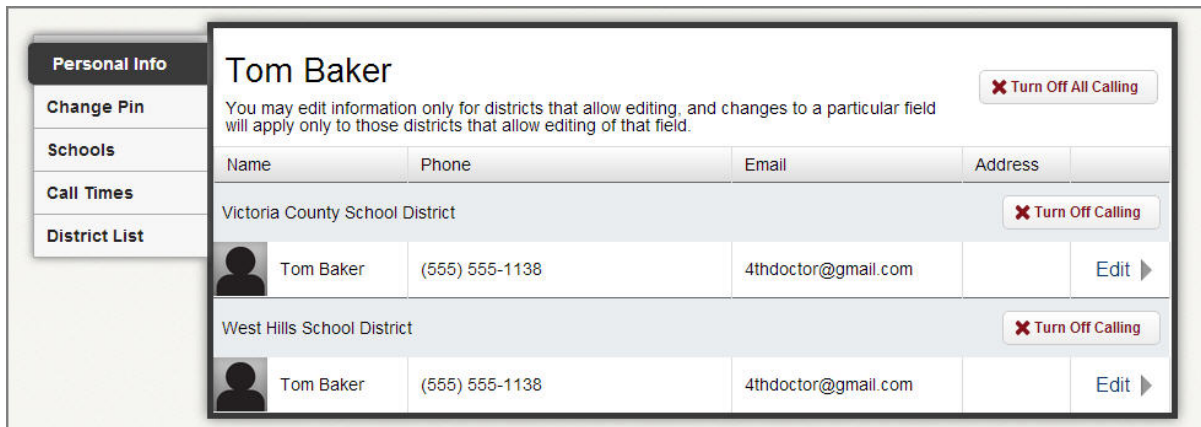 Personal Info
Change Pin
Schools
Call Times
District List
Tom Baker
Turn Off All Calling
You may edit information only for districts that allow editing, and changes to a particular field
will apply only to those districts that allow editing of that field.
Name Phone Email Address
Victoria County School District Turn Off Calling
Tom Baker (555) 555-1138 4thdoctor@gmail.com Edit
West Hills School District Turn Off Calling
Tom Baker (555) 555-1138 4thdoctor@gmail.com Edit